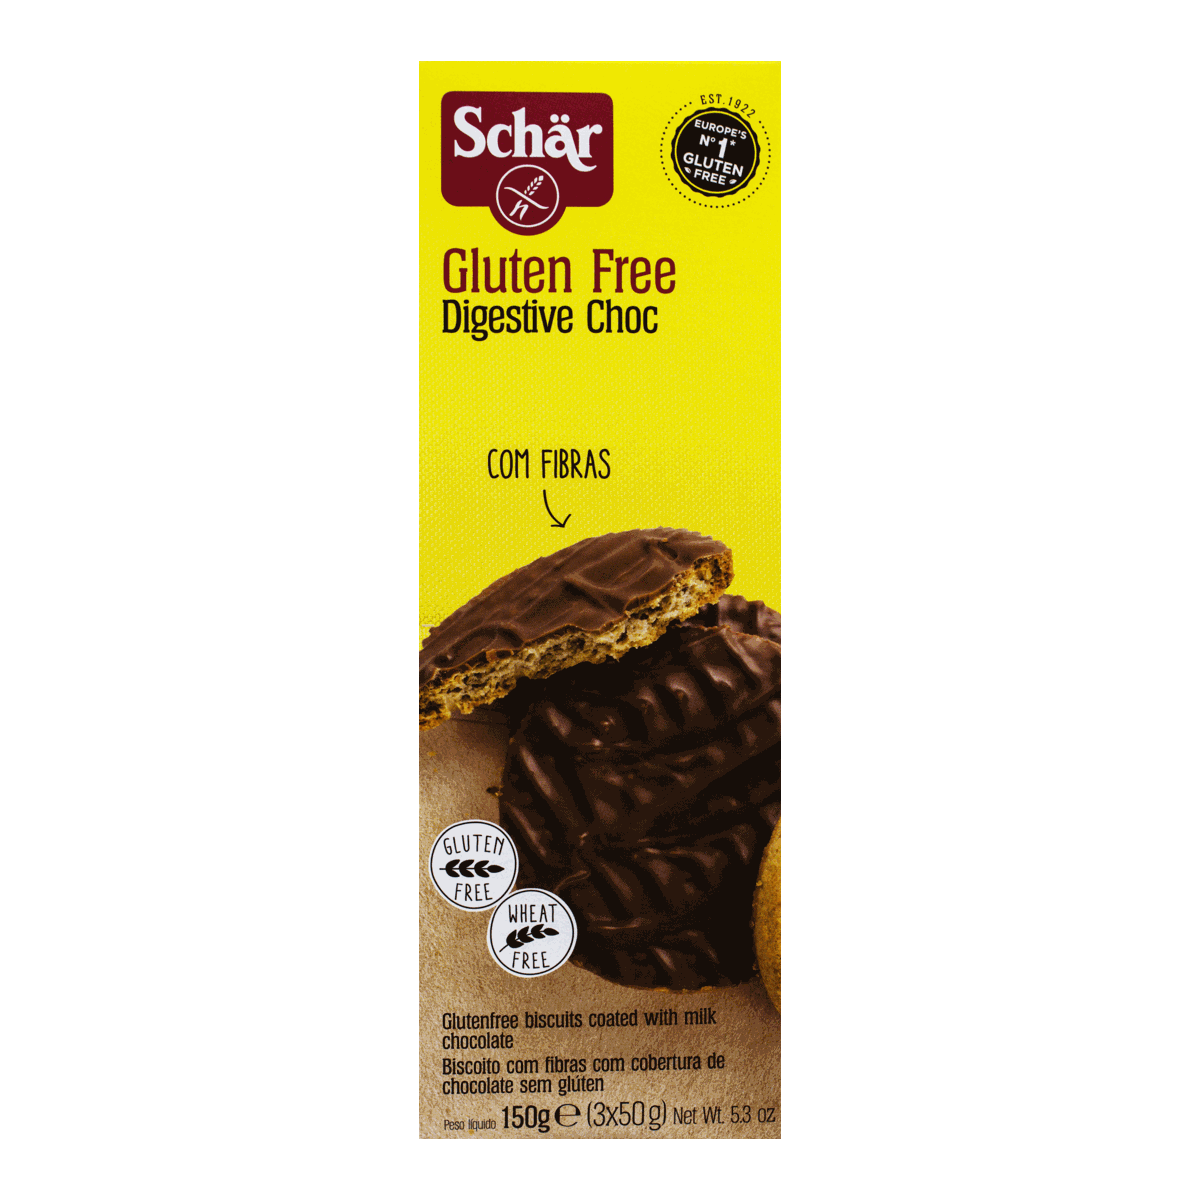 Schär
EST. 1922
EUROPE'S
Nº 1*
GLUTEN
FREE
Gluten Free
Digestive Choc
COM FIBRAS
GLUTEN
FREE
WHEAT
FREE
Glutenfree biscuits coated with milk
chocolate
Biscoito com fibras com cobertura de
chocolate sem glúten
Peso líquido 150g ℮ (3x50g) Net Wt. 5.3 oz